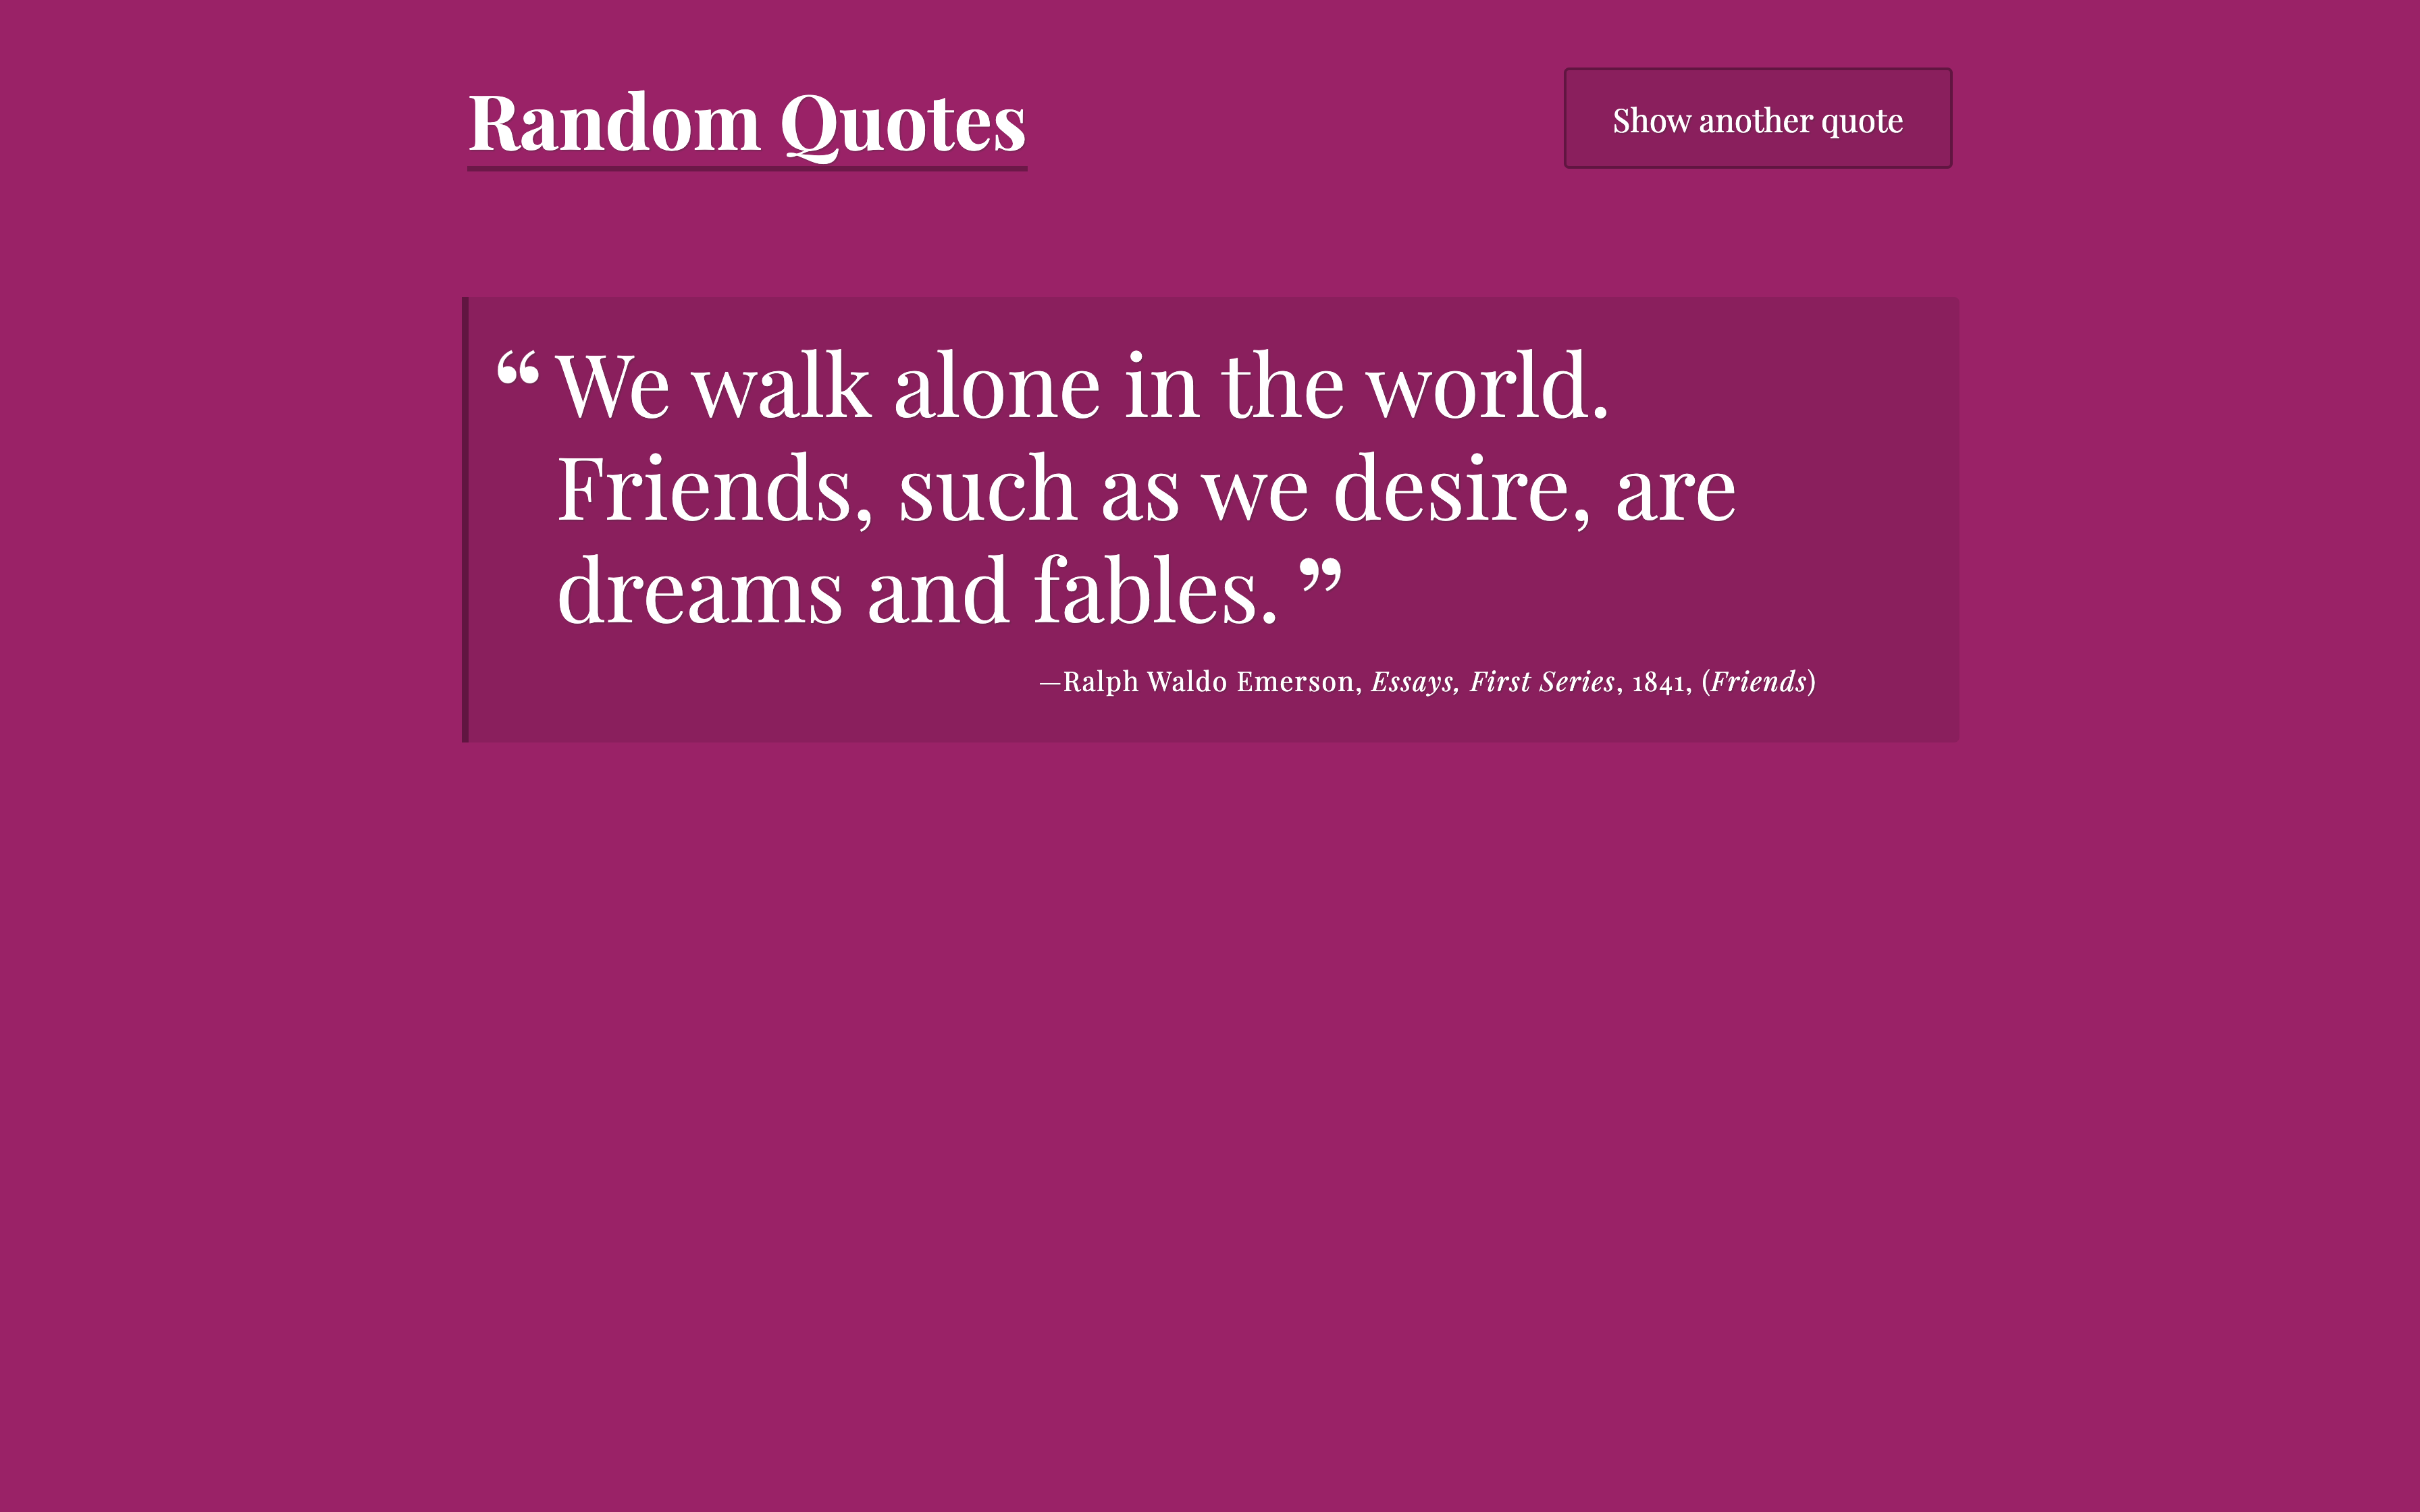 Random Quotes
Show another quote
“We walk alone in the world.
Friends, such as we desire, are
dreams and fables.”
—Ralph Waldo Emerson, Essays, First Series, 1841, (Friends)